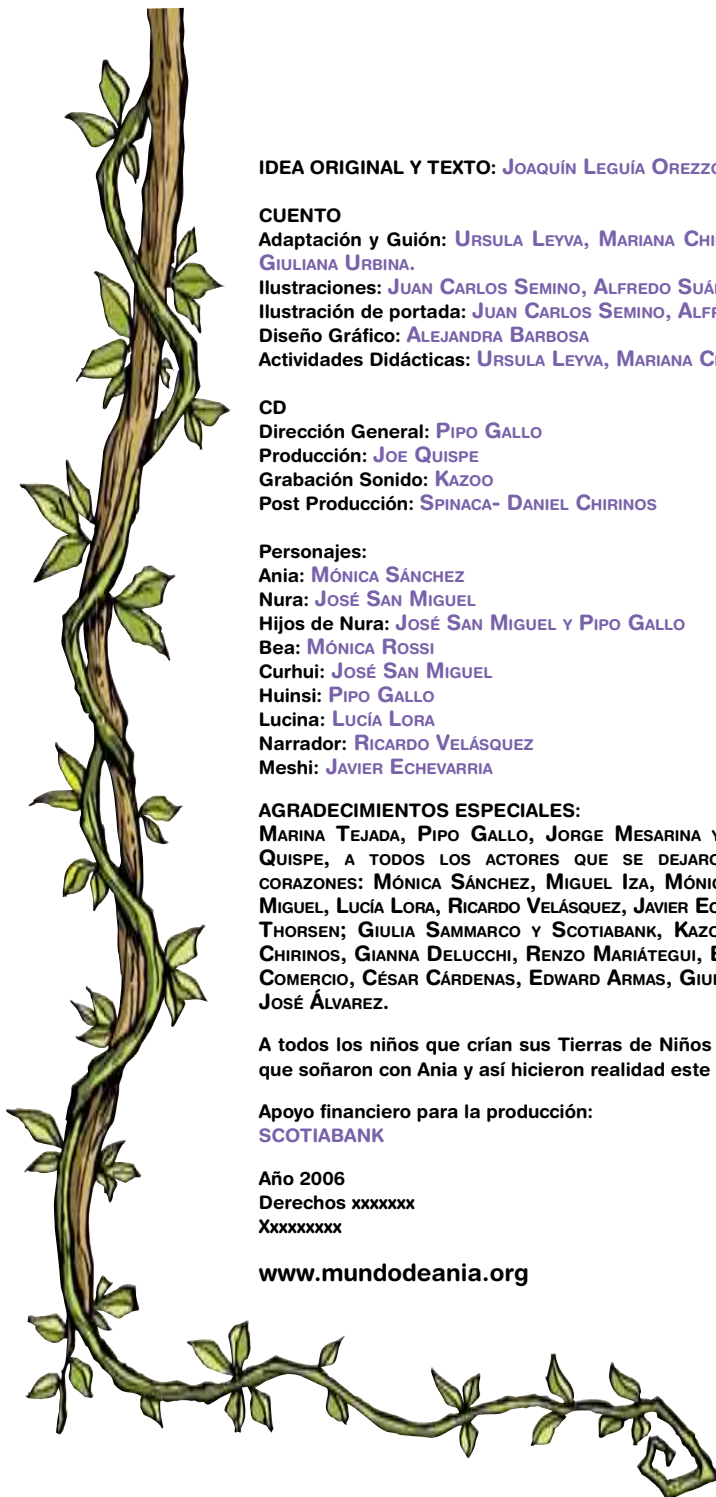 IDEA ORIGINAL Y TEXTO: JOAQUÍN LEGUÍA
CUENTO
Adaptación y Guión: URSULA LEYVA, MARIANA
GIULIANA URBINA.
Ilustraciones: JUAN CARLOS SEMINO, ALFREDO
Ilustración de portada: JUAN CARLOS SEMINO,
Diseño Gráfico: ALEJANDRA BARBOSA
Actividades Didácticas: URSULA LEYVA, MARIANA
CD
Dirección General: PIPO GALLO
Producción: JOE QUISPE
Grabación Sonido: KAZOO
Post Producción: SPINACA- DANIEL CHIRINOS
Personajes:
Ania: MÓNICA SÁNCHEZ
Nura: JOSÉ SAN MIGUEL
Hijos de Nura: JOSÉ SAN MIGUEL Y PIPO GALLO
Bea: MÓNICA ROSSI
Curhui: JOSÉ SAN MIGUEL
Huinsi: PIPO GALLO
Lucina: LUCÍA LORA
Narrador: RICARDO VELÁSQUEZ
Meshi: JAVIER ECHEVARRIA
AGRADECIMIENTOS ESPECIALES:
MARINA TEJADA, PIPO GALLO, JORGE MESARINA Y
QUISPE, A TODOS LOS ACTORES QUE SE
CORAZONES: MÓNICA SÁNCHEZ, MIGUEL IZA,
MIGUEL, LUCÍA LORA, RICARDO VELÁSQUEZ, JAVIER
THORSEN; GIULIA SAMMARCO Y SCOTIABANK,
CHIRINOS, GIANNA DELUCCHI, RENZO MARIÁTEGUI,
COMERCIO, CÉSAR CÁRDENAS, EDWARD ARMAS,
JOSÉ ÁLVAREZ.
A todos los niños que crían sus Tierras de Niños
que soñaron con Ania y así hicieron realidad este
Apoyo financiero para la producción:
SCOTIABANK
Año 2006
Derechos xxxxxxx
Xxxxxxxxx
www.mundodeania.org